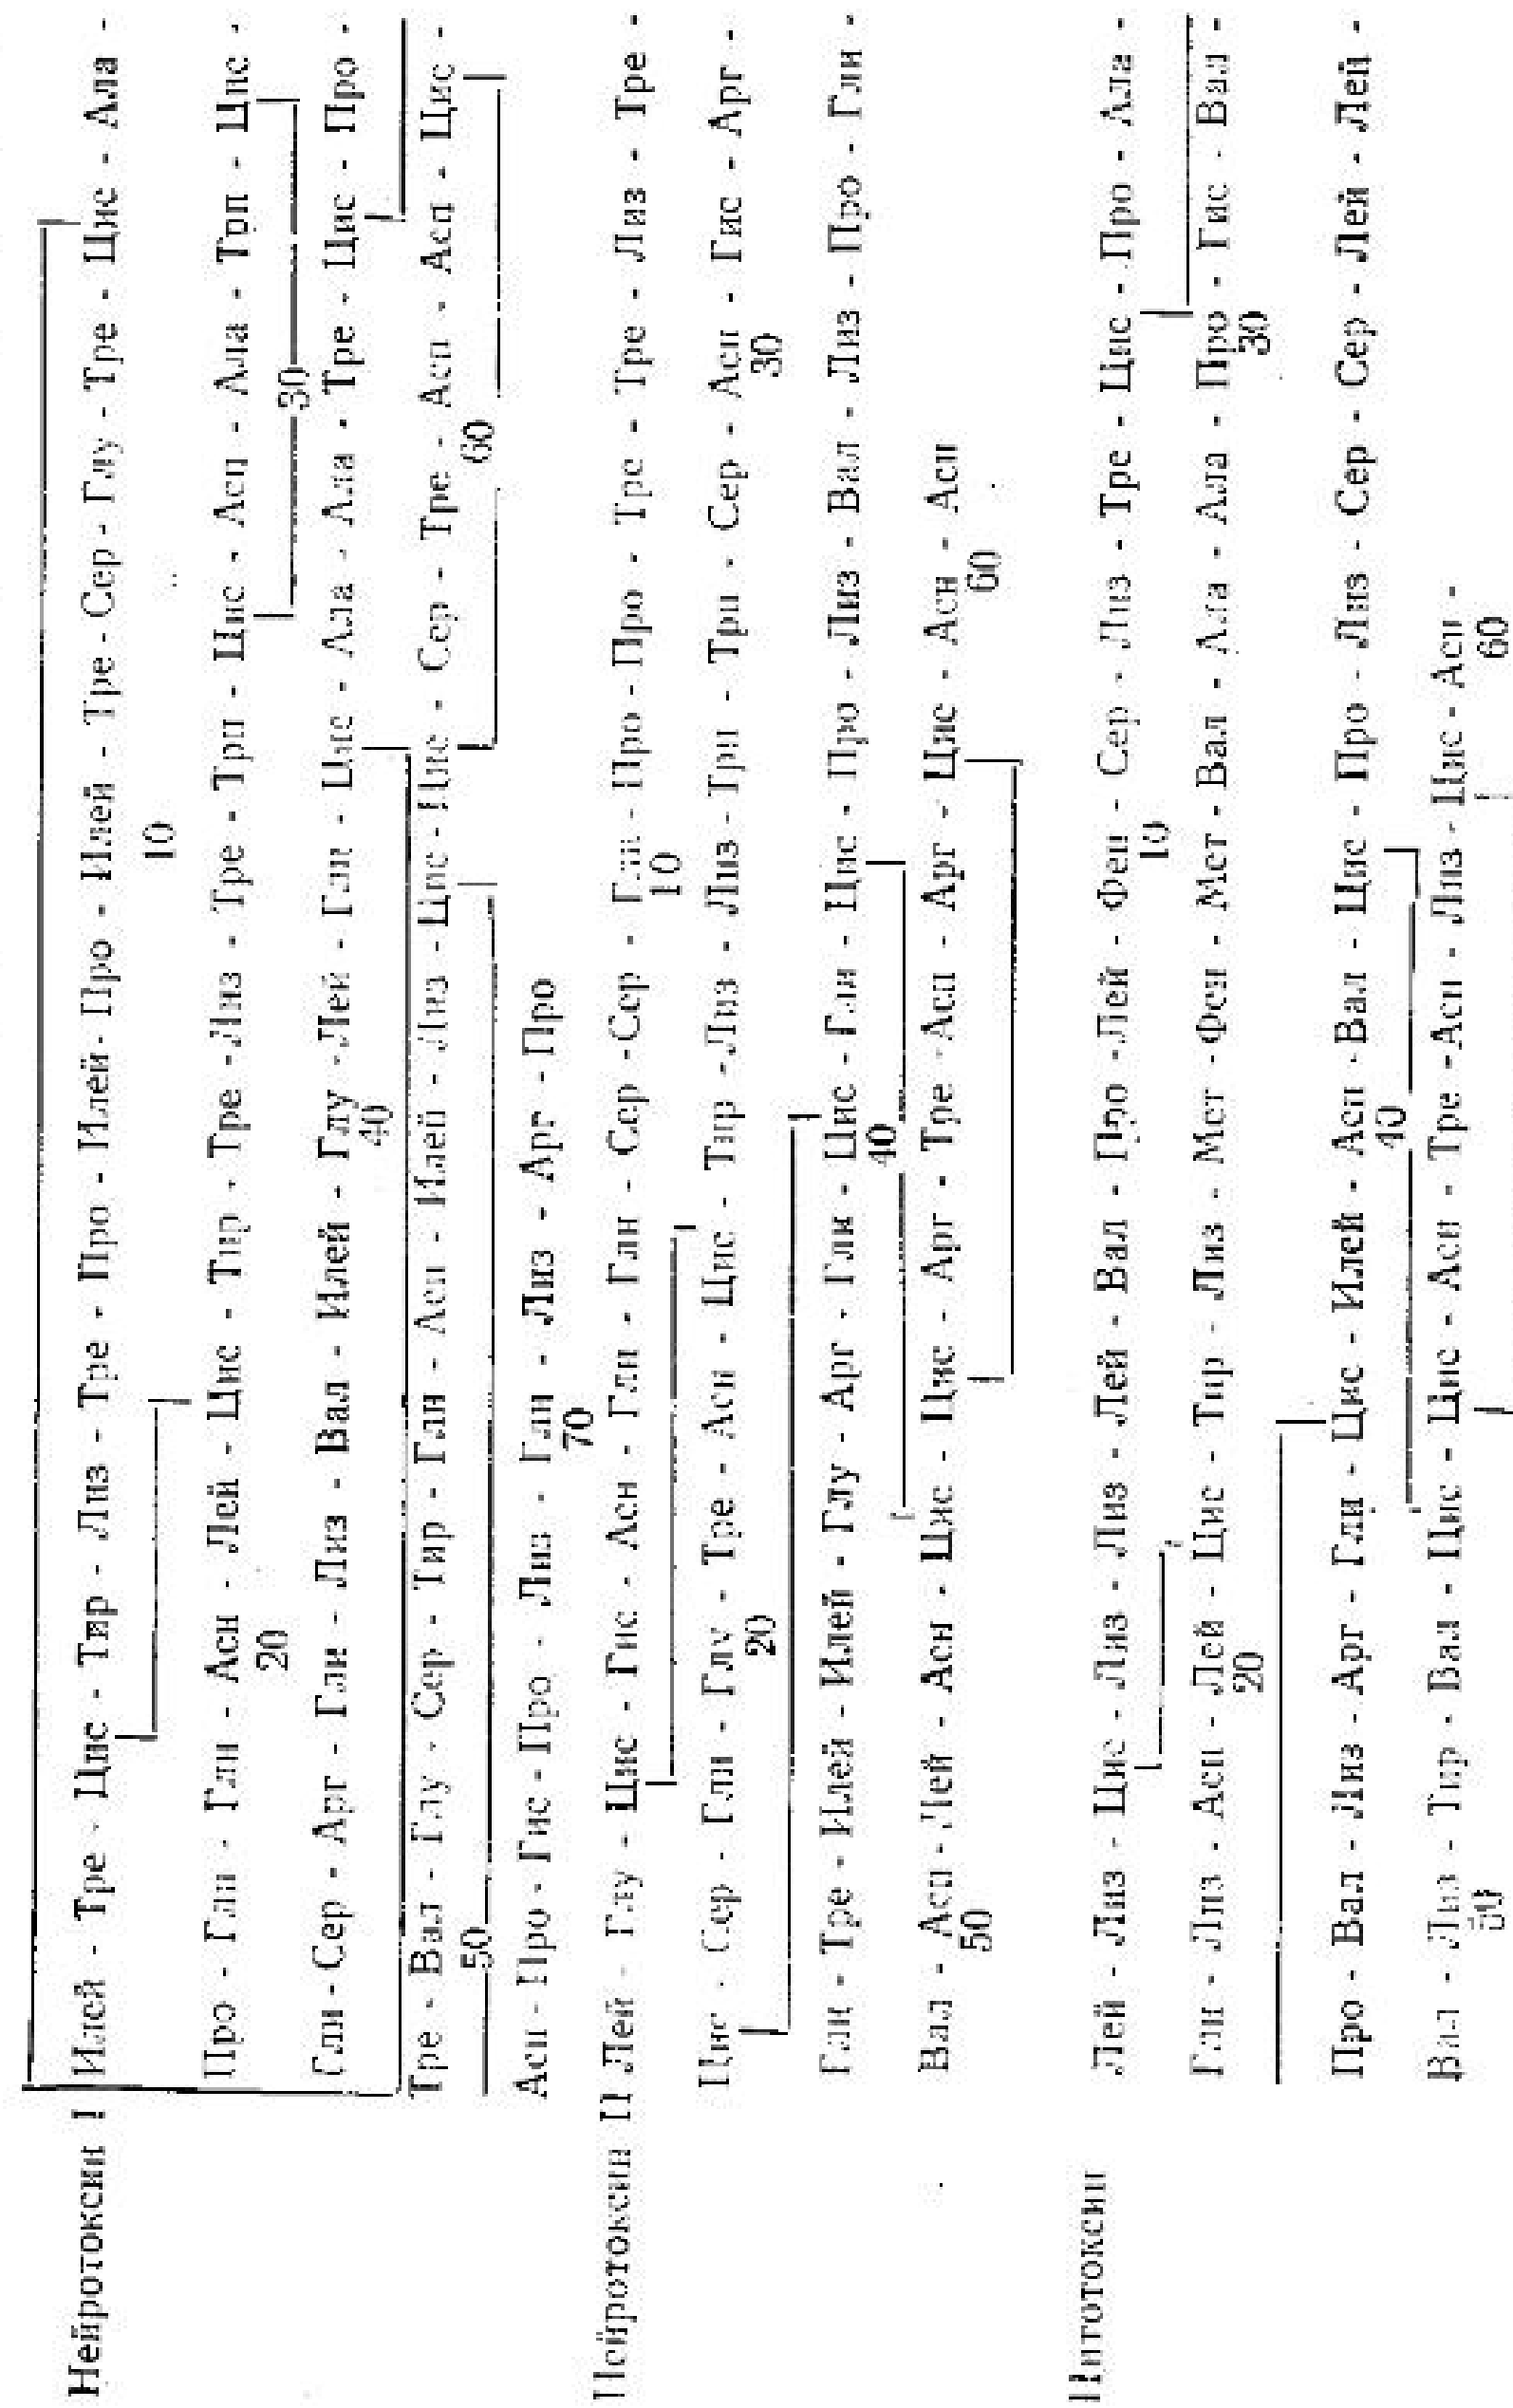 Нейротоксин I Илей - Тре - Цис - Тир - Лиз - Тре - Про - Илей - Про - Илей - Тре - Сер - Глу - Тре - Цис - Ала -
10
Про - Гли - Глн - Асн - Лей - Цис - Тир - Тре - Лиз - Тре - Трп - Цис - Асп - Ала - Трп - Цис -
20 30
Гли - Сер - Арг - Гли - Лиз - Вал - Илей - Глу - Лей - Гли - Цис - Ала - Ала - Ала - Тре - Цис - Про -
40
Тре - Вал - Глу - Сер - Тир - Глн - Асп - Илей - Лиз - Цис - Цис - Сер - Тре - Асп - Асп - Цис -
50 60
Асп - Про - Гис - Про - Лиз - Глн - Лиз - Арг - Про
70
Нейротоксин II Лей - Глу - Цис - Гис - Асн - Глн - Глн - Сер - Сер - Глн - Про - Про - Тре - Тре - Лиз - Тре -
10
Цис - Сер - Гли - Глу - Тре - Асн - Цис - Тир - Лиз - Лиз - Трп - Трп - Сер - Асп - Гис - Арг -
20 30
Гли - Тре - Илей - Илей - Глу - Арг - Гли - Цис - Гли - Цис - Про - Лиз - Вал - Лиз - Про - Гли -
40
Вал - Асп - Лей - Асн - Цис - Цис - Арг - Тре - Асп - Арг - Цис - Асн - Асп
50 60
Цитотоксин
Лей - Лиз - Цис - Лиз - Лиз - Лей - Вал - Про - Лей - Фен - Сер - Лиз - Тре - Цис - Про - Ала -
10
Гли - Лиз - Асп - Лей - Цис - Тир - Лиз - Мет - Фен - Мет - Вал - Ала - Ала - Про - Гис - Вал -
20 30
Про - Вал - Лиз - Арг - Гли - Цис - Илей - Асп - Вал - Цис - Про - Лиз - Сер - Сер - Лей - Лей -
40
Вал - Лиз - Тир - Вал - Цис - Цис - Асн - Тре - Асп - Лиз - Цис - Асп -
50 60